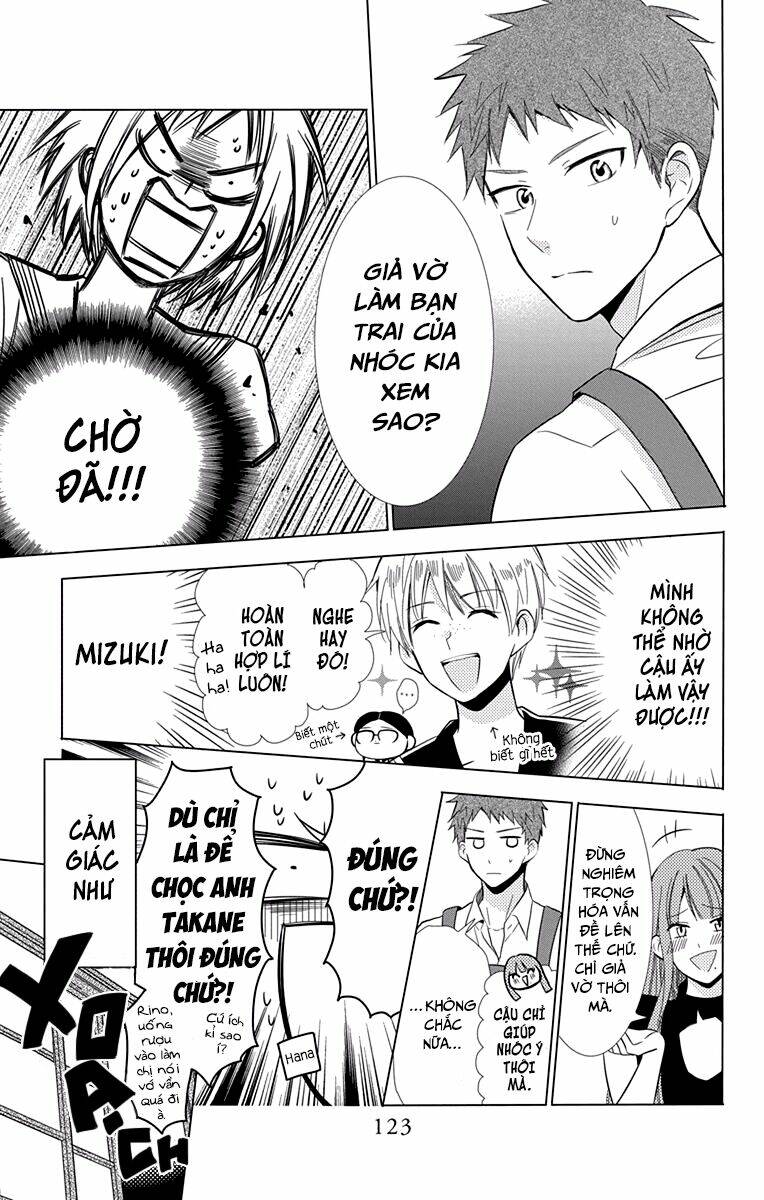 GIẢ VỜ
LÀM BẠN
TRAI CỦA
NHÓC KIA
XEM
SAO?
CHỜ
ĐÃ!!!
MÌNH
KHÔNG
THỂ NHỜ
CẬU ẤY
LÀM VẬY
ĐƯỢC!!!
NGHE
HAY
ĐÓ!
HOÀN
TOÀN
HỢP LÍ
LUÔN!
Ha
ha
ha!
MIZUKI!
...
Biết một
chút
Không
biết gì hết
ĐỪNG
NGHIÊM
TRỌNG
HÓA VẤN
ĐỀ LÊN
THẾ CHỨ.
CHỈ GIẢ
VỜ THÔI
MÀ.
CẬU CHỈ
GIÚP
NHÓC Ý
THÔI
MÀ.
...KHÔNG
CHẮC
NỮA...
ĐÚNG
CHỨ?!
DÙ CHỈ
LÀ ĐỂ
CHỌC ANH
TAKANE
THÔI ĐÚNG
CHỨ?!
Cứ ích
kỉ sao
í?
Hana
Rino,
uống
rượu
vào làm
chị nói
vớ vẩn
quá đi
à.
CẢM
GIÁC
NHƯ
XOẠCH
123